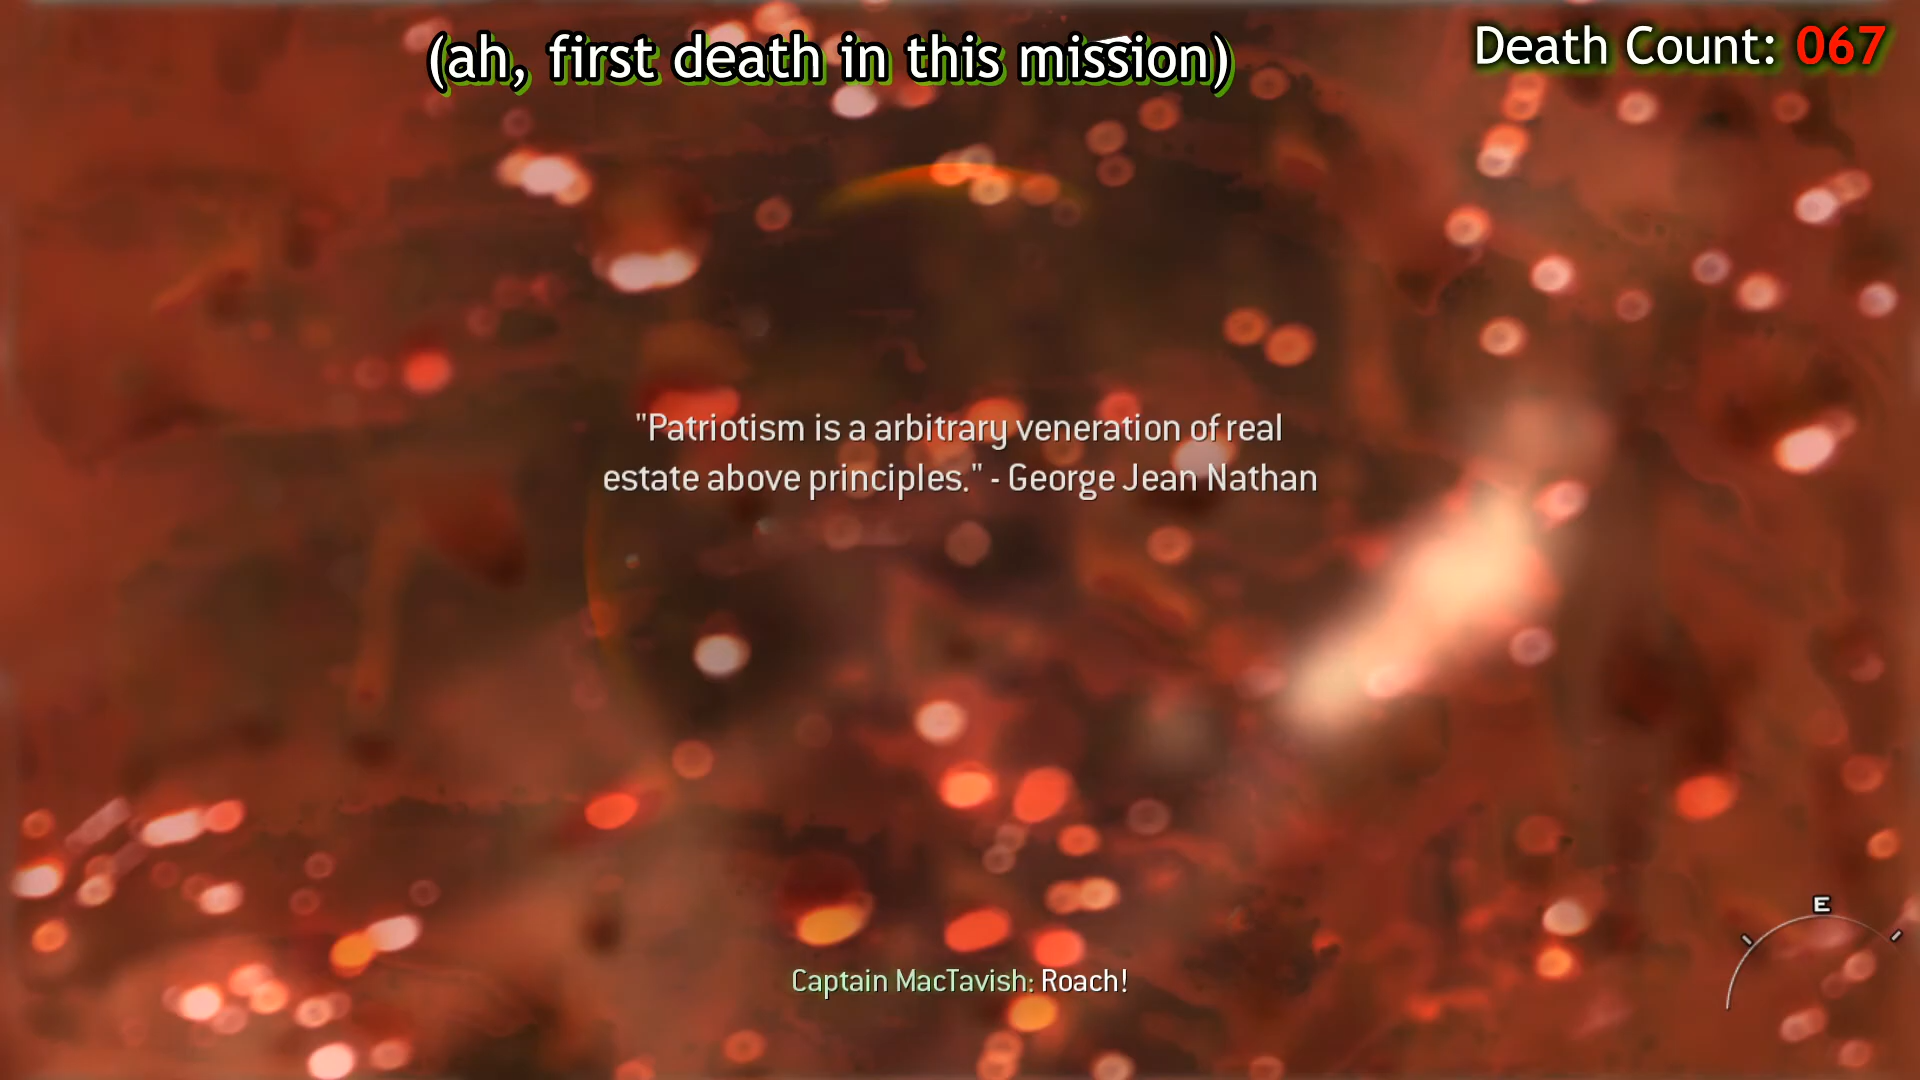 (ah, first death in this mission)
Death Count: 067
"Patriotism is a arbitrary veneration of real
estate above principles." - George Jean Nathan
E
Captain MacTavish: Roach!